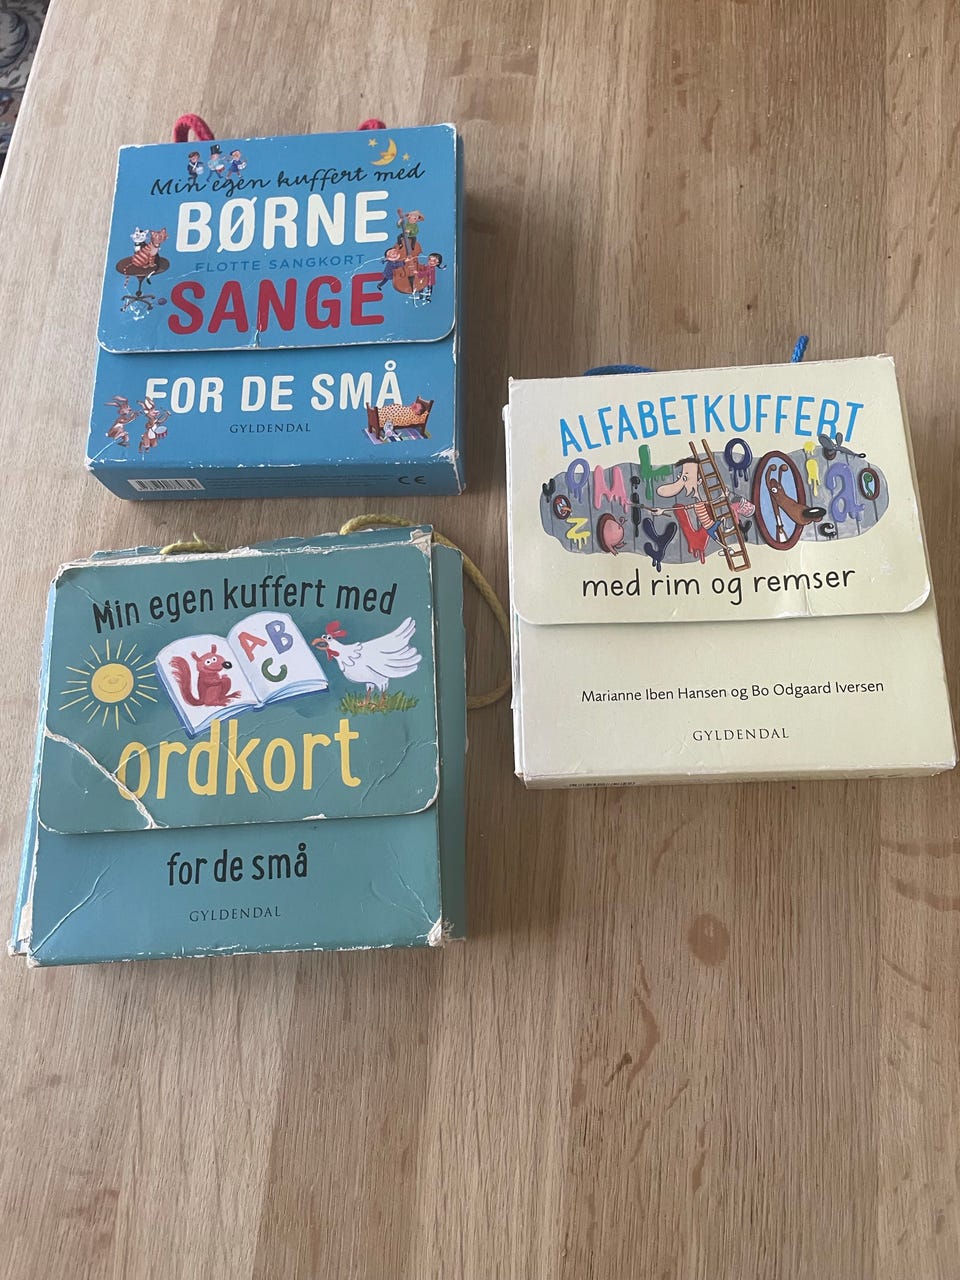 Min egen kuffert med
BØRNE
FLOTTE SANGKORT
SANGE
FOR DE SMÅ
GYLDENDAL
CE
ALFABETKUFFERT
med rim og remser
Marianne Iben Hansen og Bo Odgaard Iversen
GYLDENDAL
Min egen kuffert med
A B
C
ordkort
for de små
GYLDENDAL